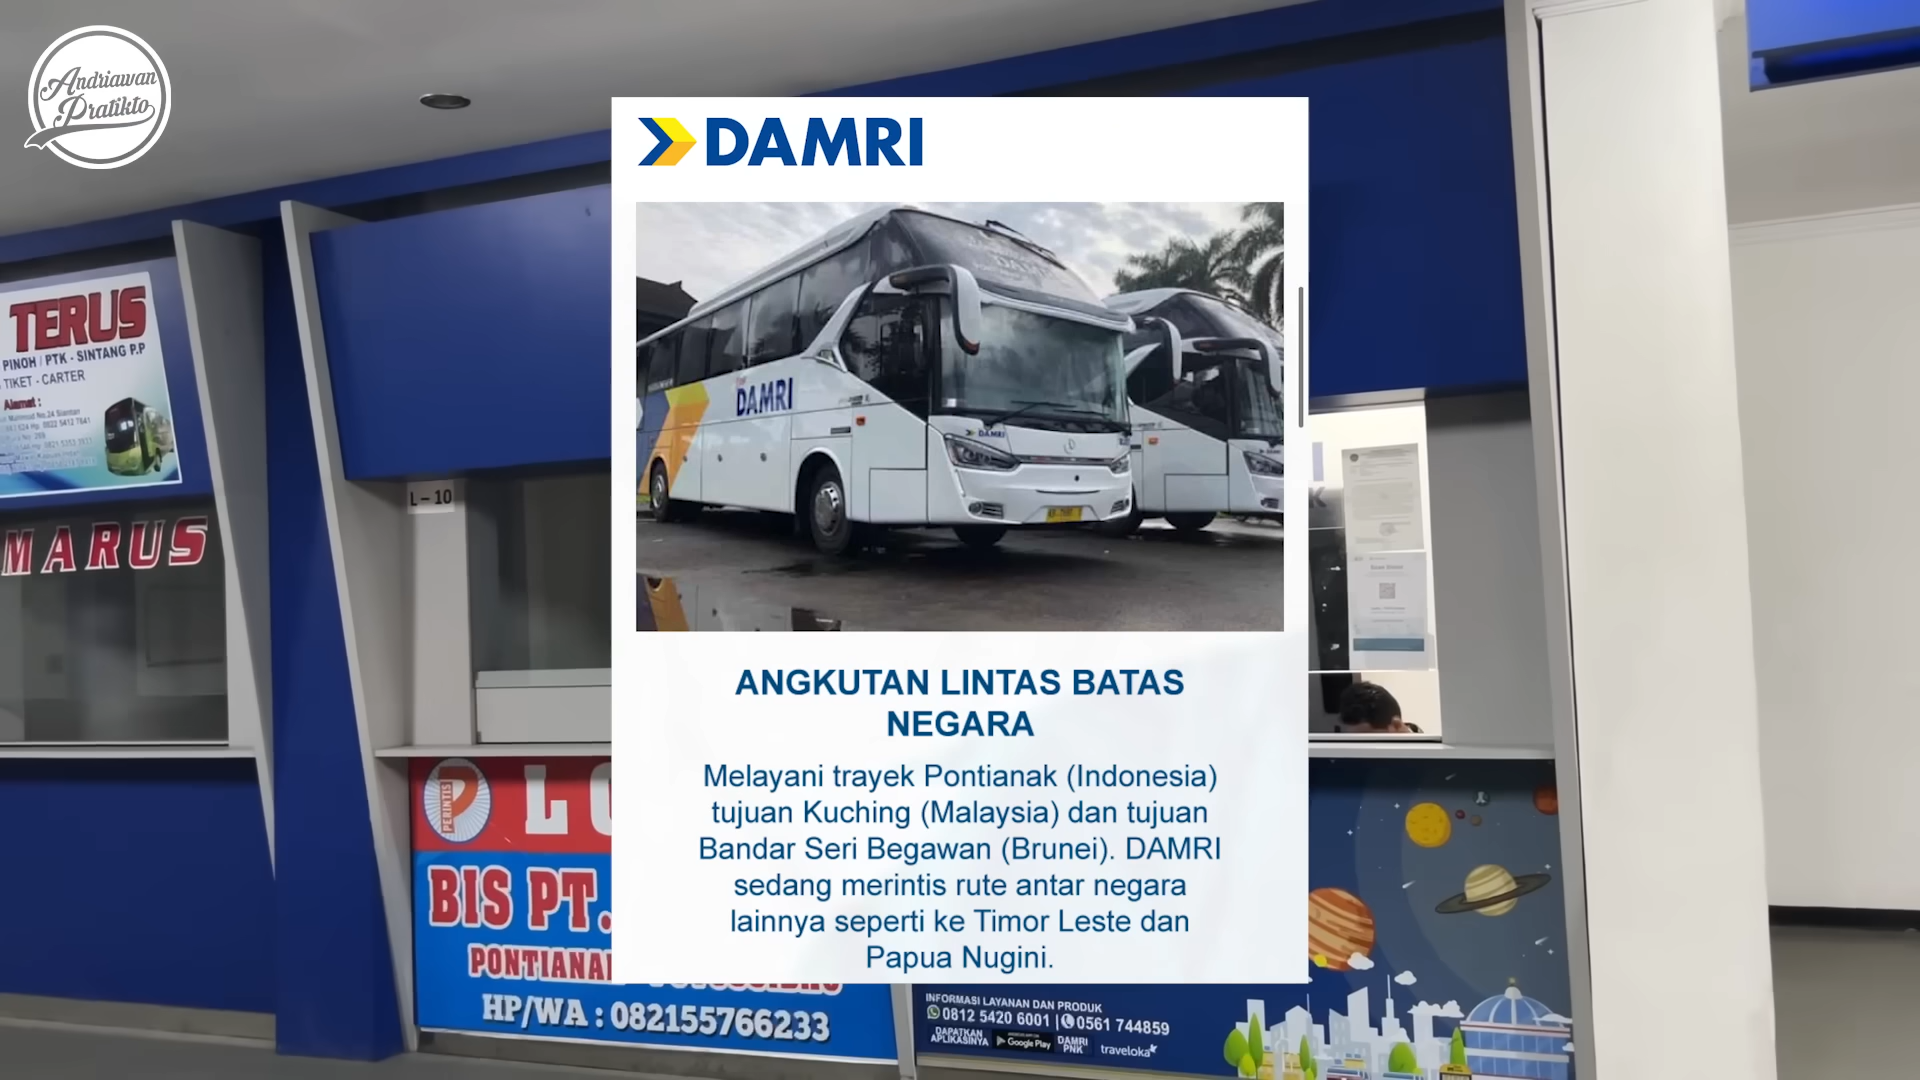 Andriawan
Pratikto
DAMRI
DAMRI
DAMRI
ANGKUTAN LINTAS BATAS
NEGARA
Melayani trayek Pontianak (Indonesia)
tujuan Kuching (Malaysia) dan tujuan
Bandar Seri Begawan (Brunei). DAMRI
sedang merintis rute antar negara
lainnya seperti ke Timor Leste dan
Papua Nugini.
TERUS
PINOH / PTK - SINTANG P.P
TIKET - CARTER
Alamat :
MARUS
L - 10
PERINTIS
BIS PT.
HP/WA : 082155766233
INFORMASI LAYANAN DAN PRODUK
0812 5420 6001 | 0561 744859
DAPATKAN
APLIKASINYA
Google Play
DAMRI
PNK
traveloka